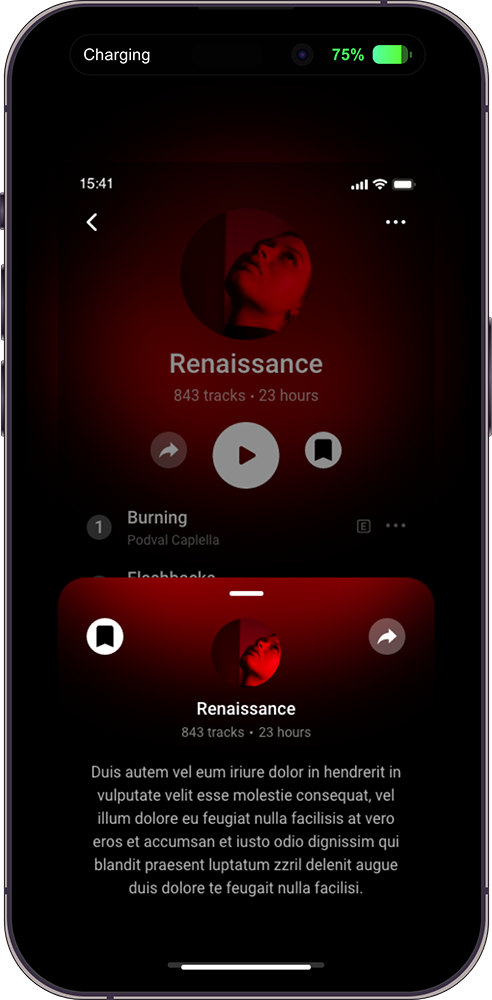 Charging
75%
15:41
Renaissance
843 tracks • 23 hours
1
Burning
Podval Caplella
E
Flashbacks
Renaissance
843 tracks • 23 hours
Duis autem vel eum iriure dolor in hendrerit in
vulputate velit esse molestie consequat, vel
illum dolore eu feugiat nulla facilisis at vero
eros et accumsan et iusto odio dignissim qui
blandit praesent luptatum zzril delenit augue
duis dolore te feugait nulla facilisi.